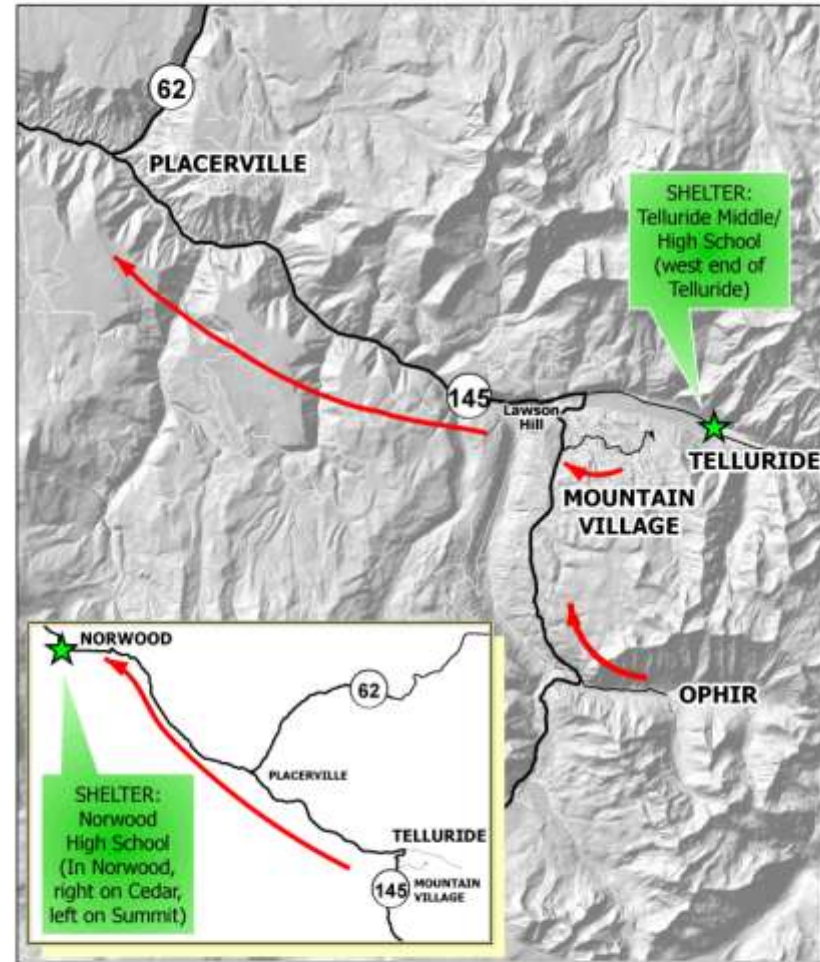 62
PLACERVILLE
SHELTER:
Telluride Middle/
High School
(west end of
Telluride)
145
Lawson
Hill
TELLURIDE
MOUNTAIN
VILLAGE
OPHIR
NORWOOD
62
PLACERVILLE
SHELTER:
Norwood
High School
(In Norwood,
right on Cedar,
left on Summit)
TELLURIDE
145
MOUNTAIN
VILLAGE